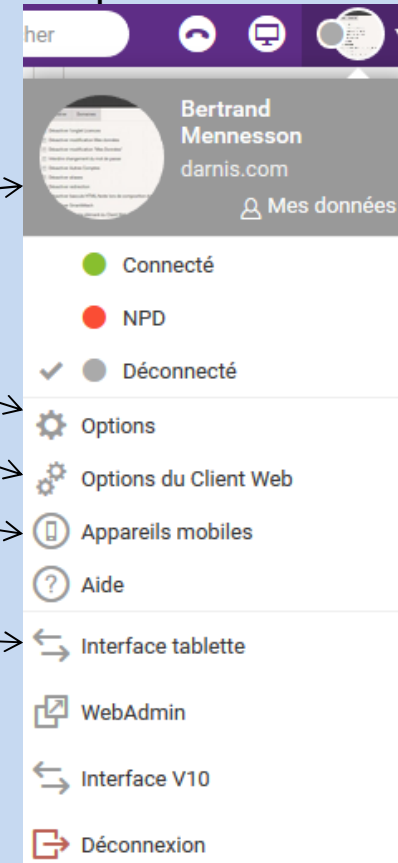 her
Bertrand
Mennesson
darnis.com
Mes données
Connecté
NPD
Déconnecté
Options
Options du Client Web
Appareils mobiles
Aide
Interface tablette
WebAdmin
Interface V10
Déconnexion